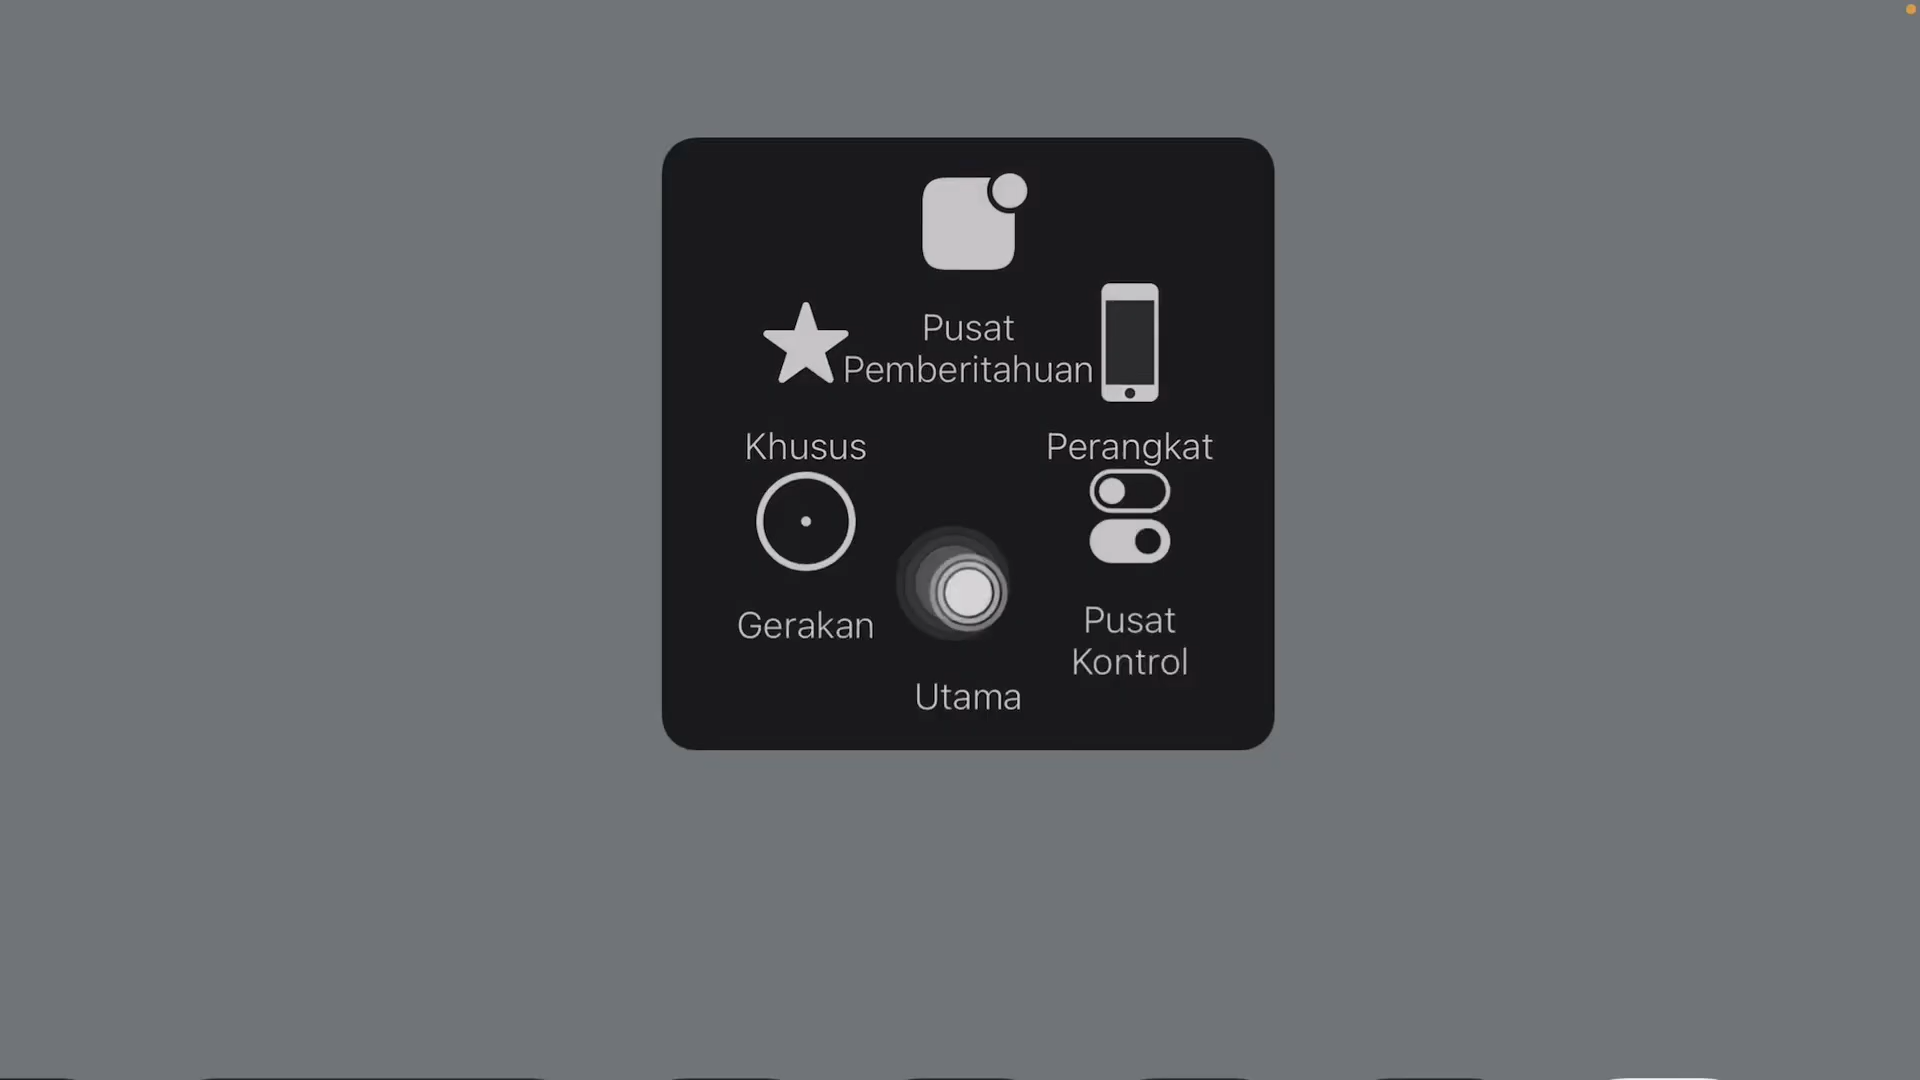 Pusat
Pemberitahuan
Khusus
Perangkat
Gerakan
Pusat
Kontrol
Utama